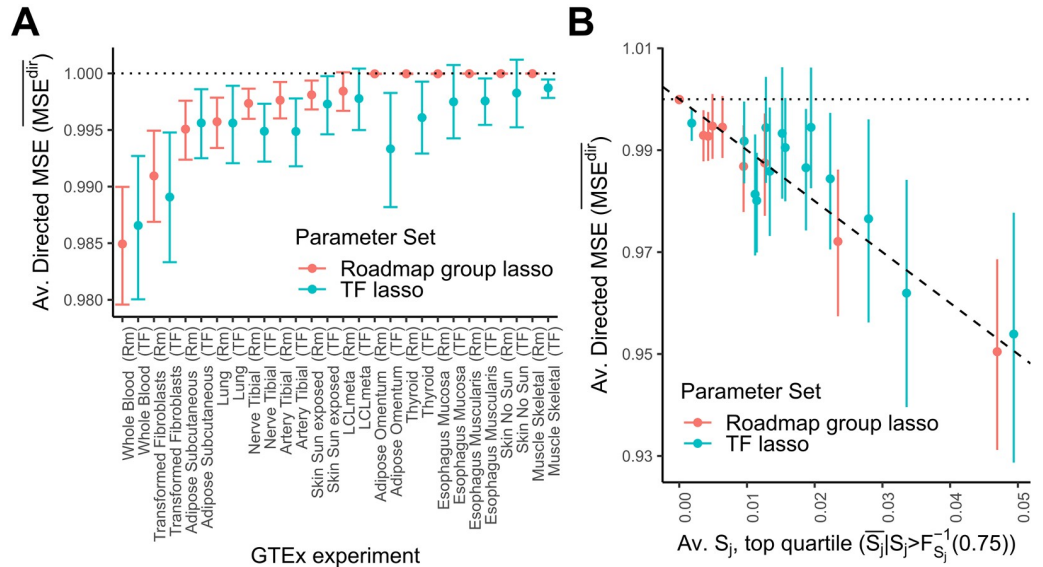 A
Av. Directed MSE (MSE^dir)
1.000
0.995
0.990
0.985
0.980
Parameter Set
Roadmap group lasso
TF lasso
Whole Blood (Rm)
Whole Blood (TF)
Transformed Fibroblasts (Rm)
Transformed Fibroblasts (TF)
Adipose Subcutaneous (Rm)
Adipose Subcutaneous (TF)
Lung (Rm)
Lung (TF)
Nerve Tibial (Rm)
Nerve Tibial (TF)
Artery Tibial (Rm)
Artery Tibial (TF)
Skin Sun exposed (Rm)
Skin Sun exposed (TF)
LCLmeta (Rm)
LCLmeta (TF)
Adipose Omentum (Rm)
Adipose Omentum (TF)
Thyroid (Rm)
Thyroid (TF)
Esophagus Mucosa (Rm)
Esophagus Mucosa (TF)
Esophagus Muscularis (Rm)
Esophagus Muscularis (TF)
Skin No Sun (Rm)
Skin No Sun (TF)
Muscle Skeletal (Rm)
Muscle Skeletal (TF)
GTEx experiment
B
Av. Directed MSE (MSE^dir)
1.01
0.99
0.97
0.95
0.93
Parameter Set
Roadmap group lasso
TF lasso
0.00
0.01
0.02
0.03
0.04
0.05
Av. Sj, top quartile (S̅j|Sj>F⁻¹Sj(0.75))